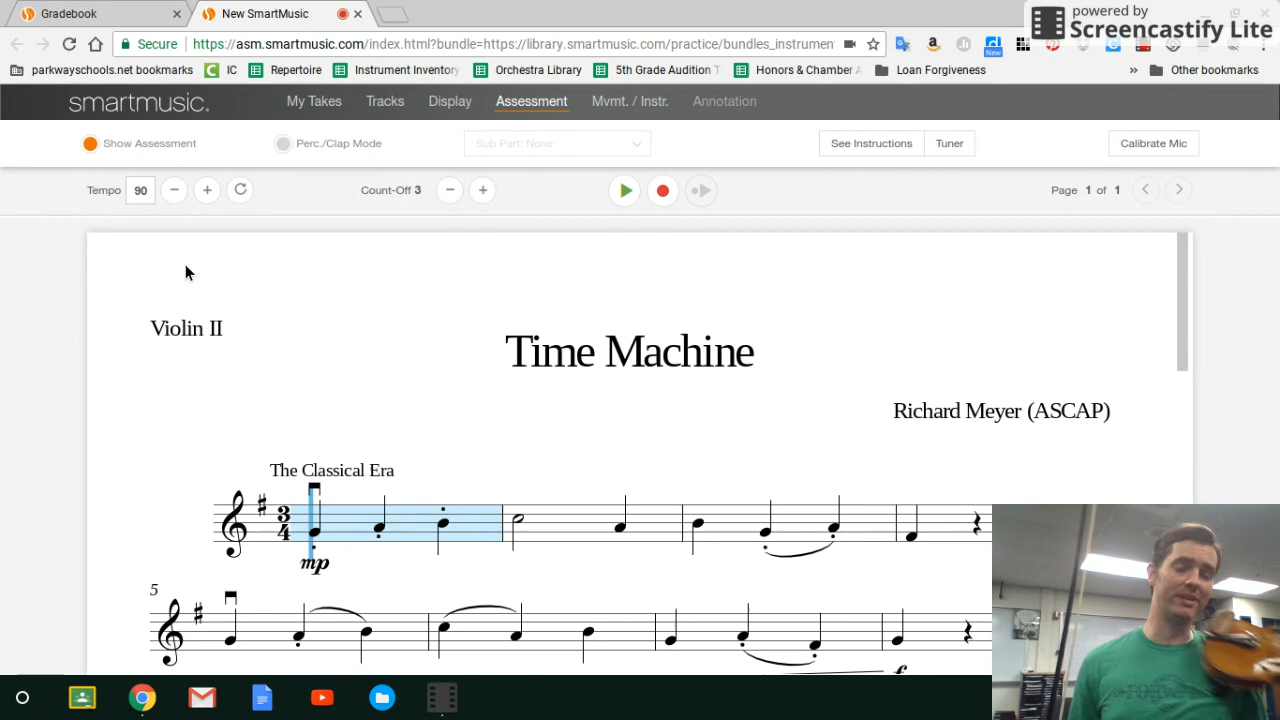 Gradebook
New SmartMusic
powered by
Screencastify Lite
Secure https://asm.smartmusic.com/index.html?bundle=https://library.smartmusic.com/practice/bundles_instrumen
New
parkwayschools.net bookmarks IC Repertoire Instrument Inventory Orchestra Library 5th Grade Audition T Honors & Chamber A Loan Forgiveness » Other bookmarks
smartmusic. My Takes Tracks Display Assessment Mvmt. / Instr. Annotation
Show Assessment Perc./Clap Mode Sub Part: None See Instructions Tuner Calibrate Mic
Tempo 90 Count-Off 3 Page 1 of 1
Violin II
Time Machine
Richard Meyer (ASCAP)
The Classical Era
3
4
mp
5
f